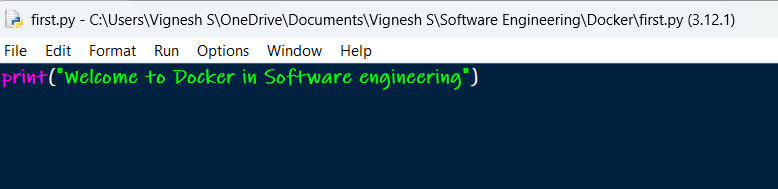 first.py - C:\Users\Vignesh S\OneDrive\Documents\Vignesh S\Software Engineering\Docker\first.py (3.12.1)
File Edit Format Run Options Window Help
print("Welcome to Docker in Software engineering")